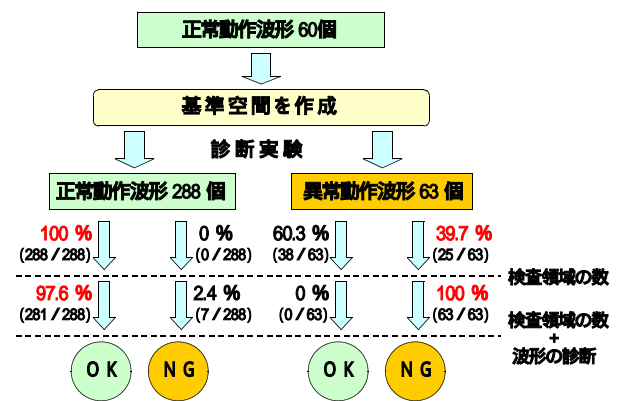 正常動作波形 60個
基準空間を作成
診断実験
正常動作波形 288 個
異常動作波形 63 個
100 %
(288／288)
0 %
(0／288)
60.3 %
(38／63)
39.7 %
(25／63)
検査領域の数
97.6 %
(281／288)
2.4 %
(7／288)
0 %
(0／63)
100 %
(63／63)
検査領域の数
+
波形の診断
OK
NG
OK
NG